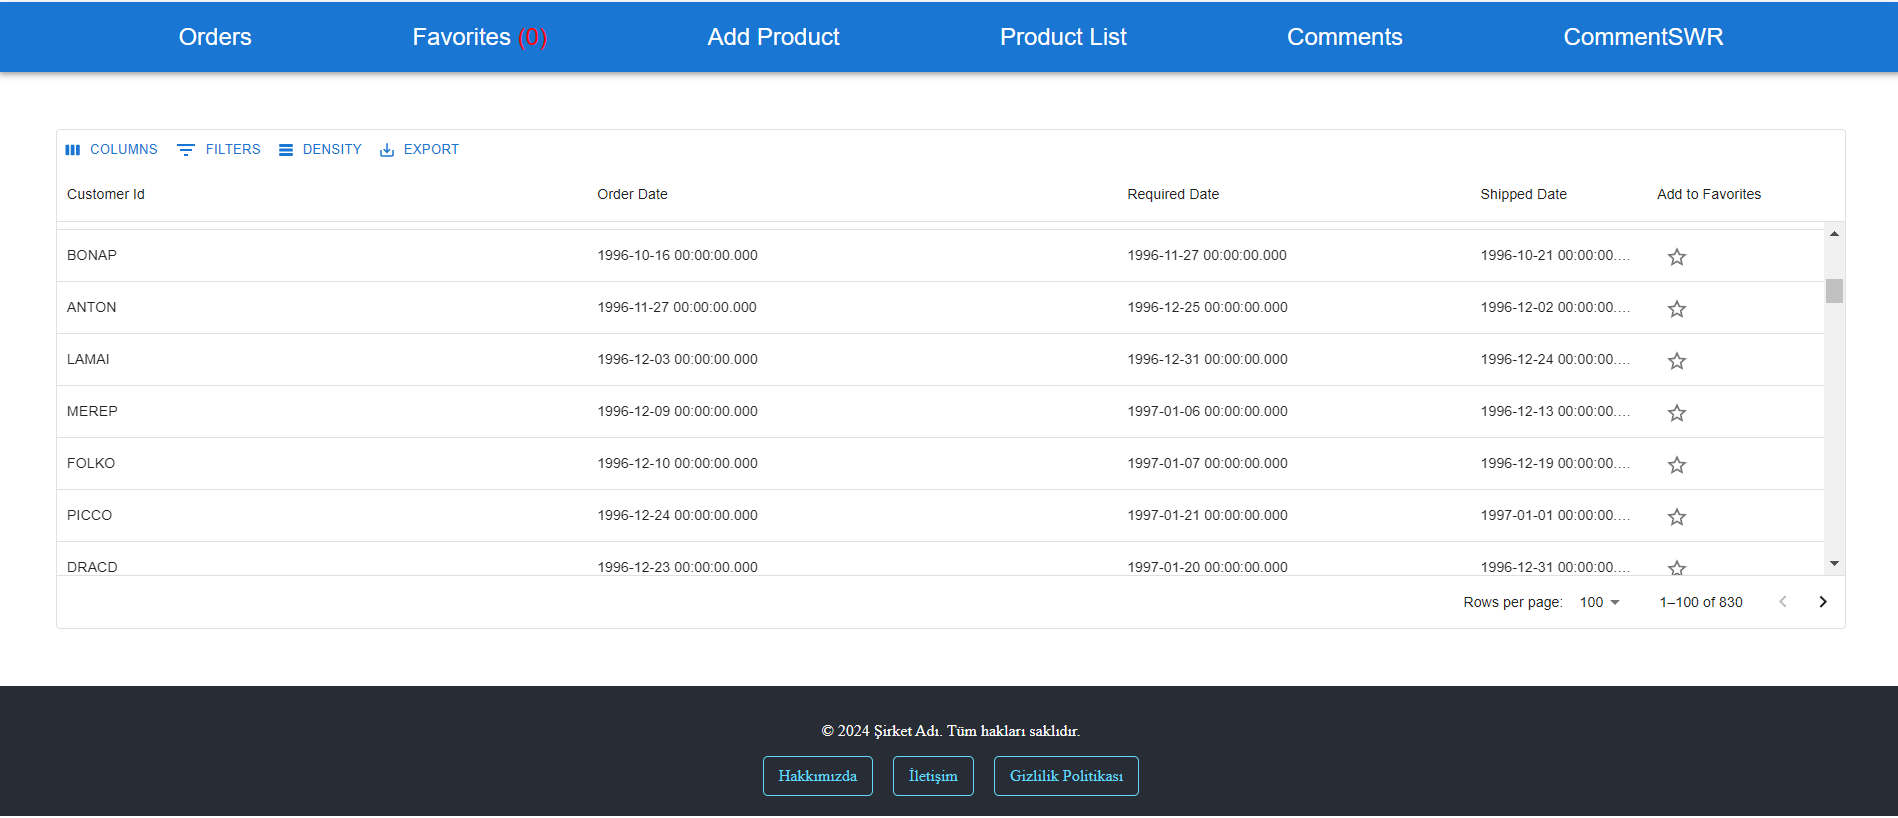 Orders Favorites (0) Add Product Product List Comments CommentSWR
COLUMNS FILTERS DENSITY EXPORT
Customer Id Order Date Required Date Shipped Date Add to Favorites
BONAP 1996-10-16 00:00:00.000 1996-11-27 00:00:00.000 1996-10-21 00:00:00....
ANTON 1996-11-27 00:00:00.000 1996-12-25 00:00:00.000 1996-12-02 00:00:00....
LAMAI 1996-12-03 00:00:00.000 1996-12-31 00:00:00.000 1996-12-24 00:00:00....
MEREP 1996-12-09 00:00:00.000 1997-01-06 00:00:00.000 1996-12-13 00:00:00....
FOLKO 1996-12-10 00:00:00.000 1997-01-07 00:00:00.000 1996-12-19 00:00:00....
PICCO 1996-12-24 00:00:00.000 1997-01-21 00:00:00.000 1997-01-01 00:00:00....
DRACD 1996-12-23 00:00:00.000 1997-01-20 00:00:00.000 1996-12-31 00:00:00....
Rows per page: 100 1–100 of 830
© 2024 Şirket Adı. Tüm hakları saklıdır.
Hakkımızda İletişim Gizlilik Politikası